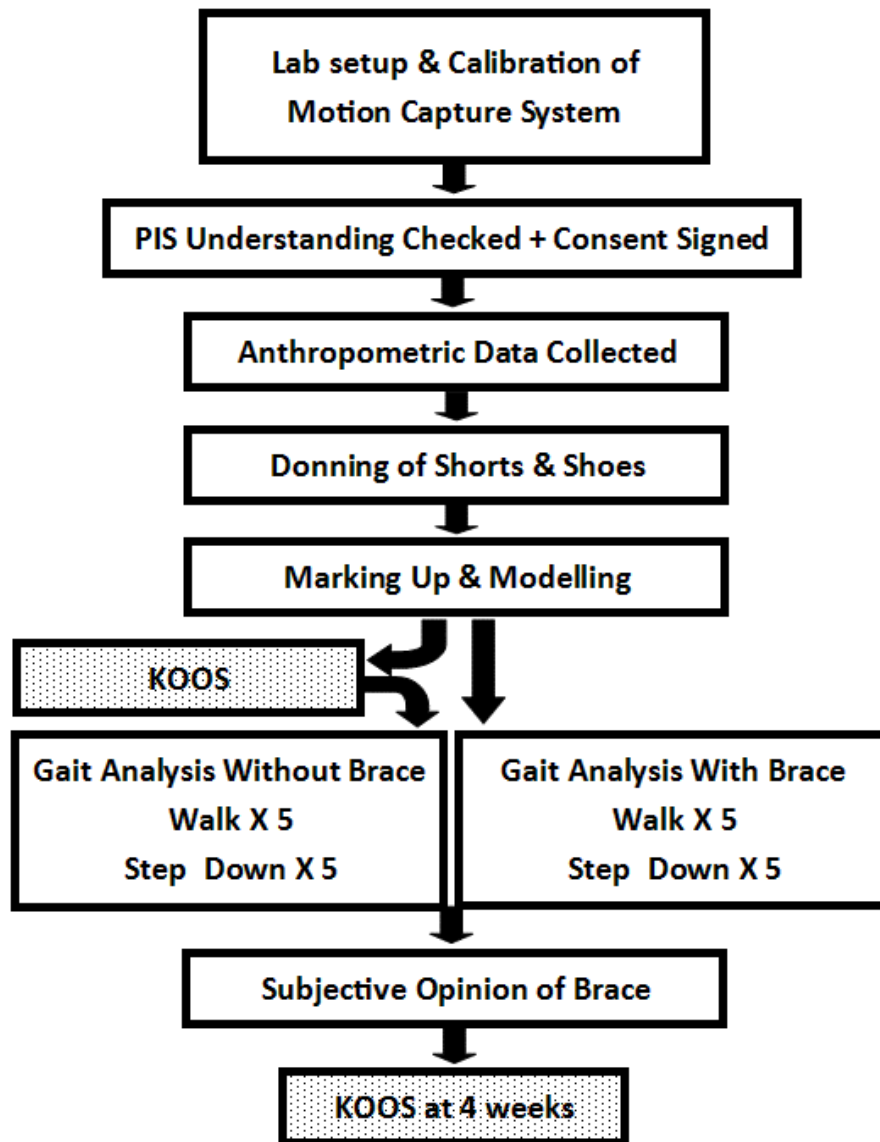 Lab setup & Calibration of
Motion Capture System
PIS Understanding Checked + Consent Signed
Anthropometric Data Collected
Donning of Shorts & Shoes
Marking Up & Modelling
KOOS
Gait Analysis Without Brace
Walk X 5
Step Down X 5
Gait Analysis With Brace
Walk X 5
Step Down X 5
Subjective Opinion of Brace
KOOS at 4 weeks